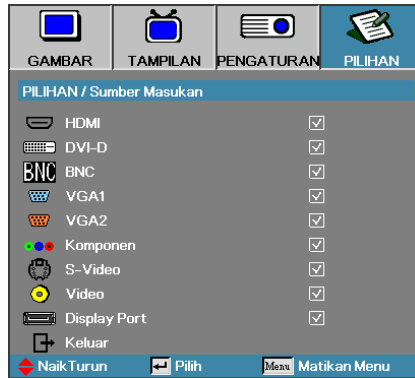 GAMBAR TAMPILAN PENGATURAN PILIHAN
PILIHAN / Sumber Masukan
HDMI
DVI-D
BNC BNC
VGA1
VGA2
Komponen
S-Video
Video
Display Port
Keluar
NaikTurun Pilih Menu Matikan Menu